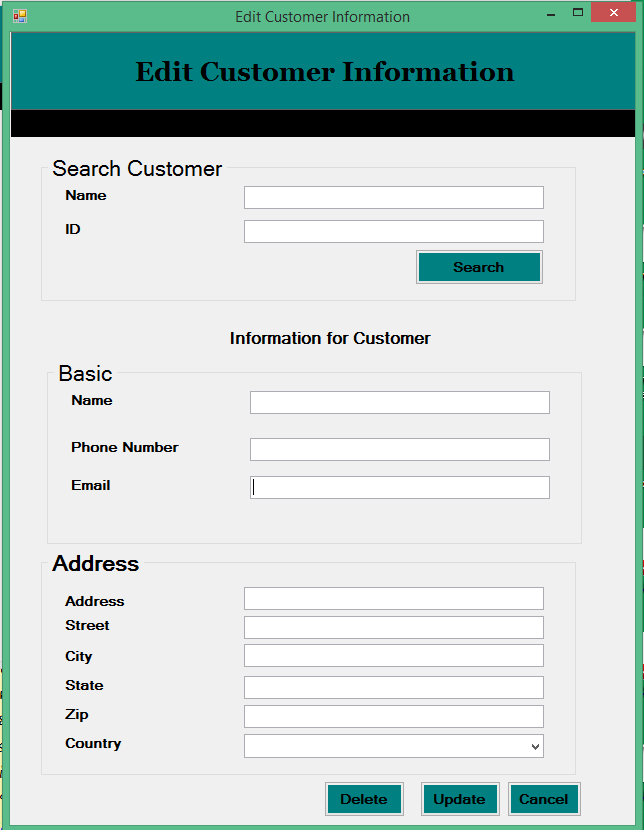 Edit Customer Information
Edit Customer Information
Search Customer
Name
ID
Search
Information for Customer
Basic
Name
Phone Number
Email
Address
Address
Street
City
State
Zip
Country
Delete Update Cancel